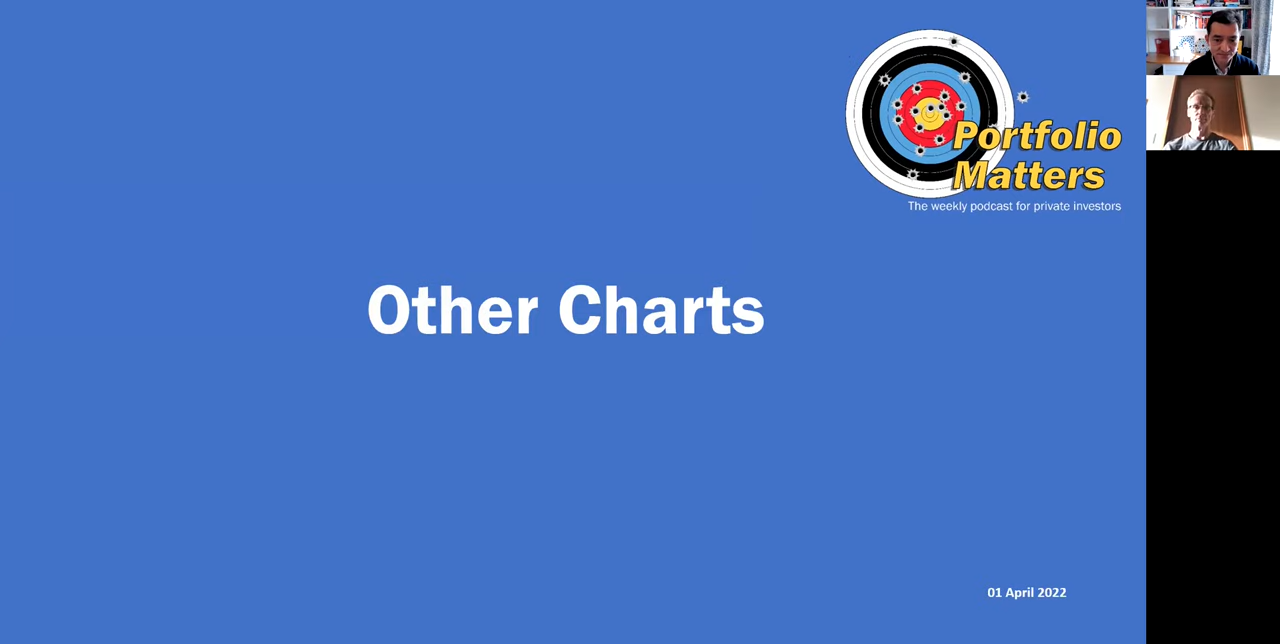 Portfolio
Matters
The weekly podcast for private investors
Other Charts
01 April 2022